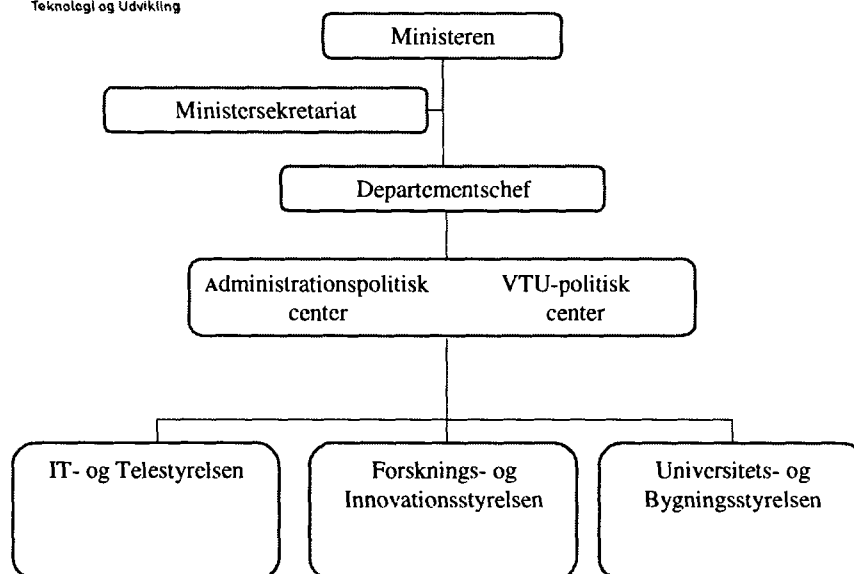 Teknologi og Udvikling
Ministeren
Ministersekretariat
Departementschef
Administrationspolitisk center
VTU-politisk center
IT- og Telestyrelsen
Forsknings- og
Innovationsstyrelsen
Universitets- og
Bygningsstyrelsen